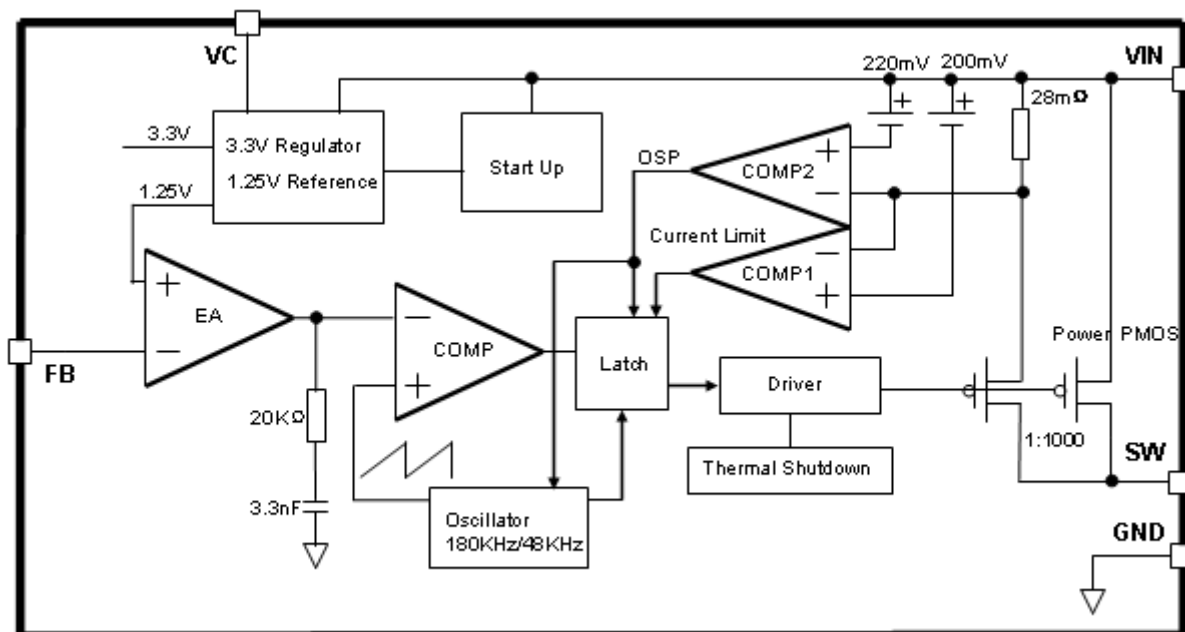 VC
220mV
200mV
VIN
28mΩ
3.3V
3.3V Regulator
1.25V Reference
Start Up
OSP
+
COMP2
−
1.25V
Current Limit
−
COMP1
+
+
EA
−
FB
−
COMP
+
Latch
Driver
Power PMOS
1:1000
20KΩ
Thermal Shutdown
SW
3.3nF
Oscillator
180KHz/48KHz
GND
+
+